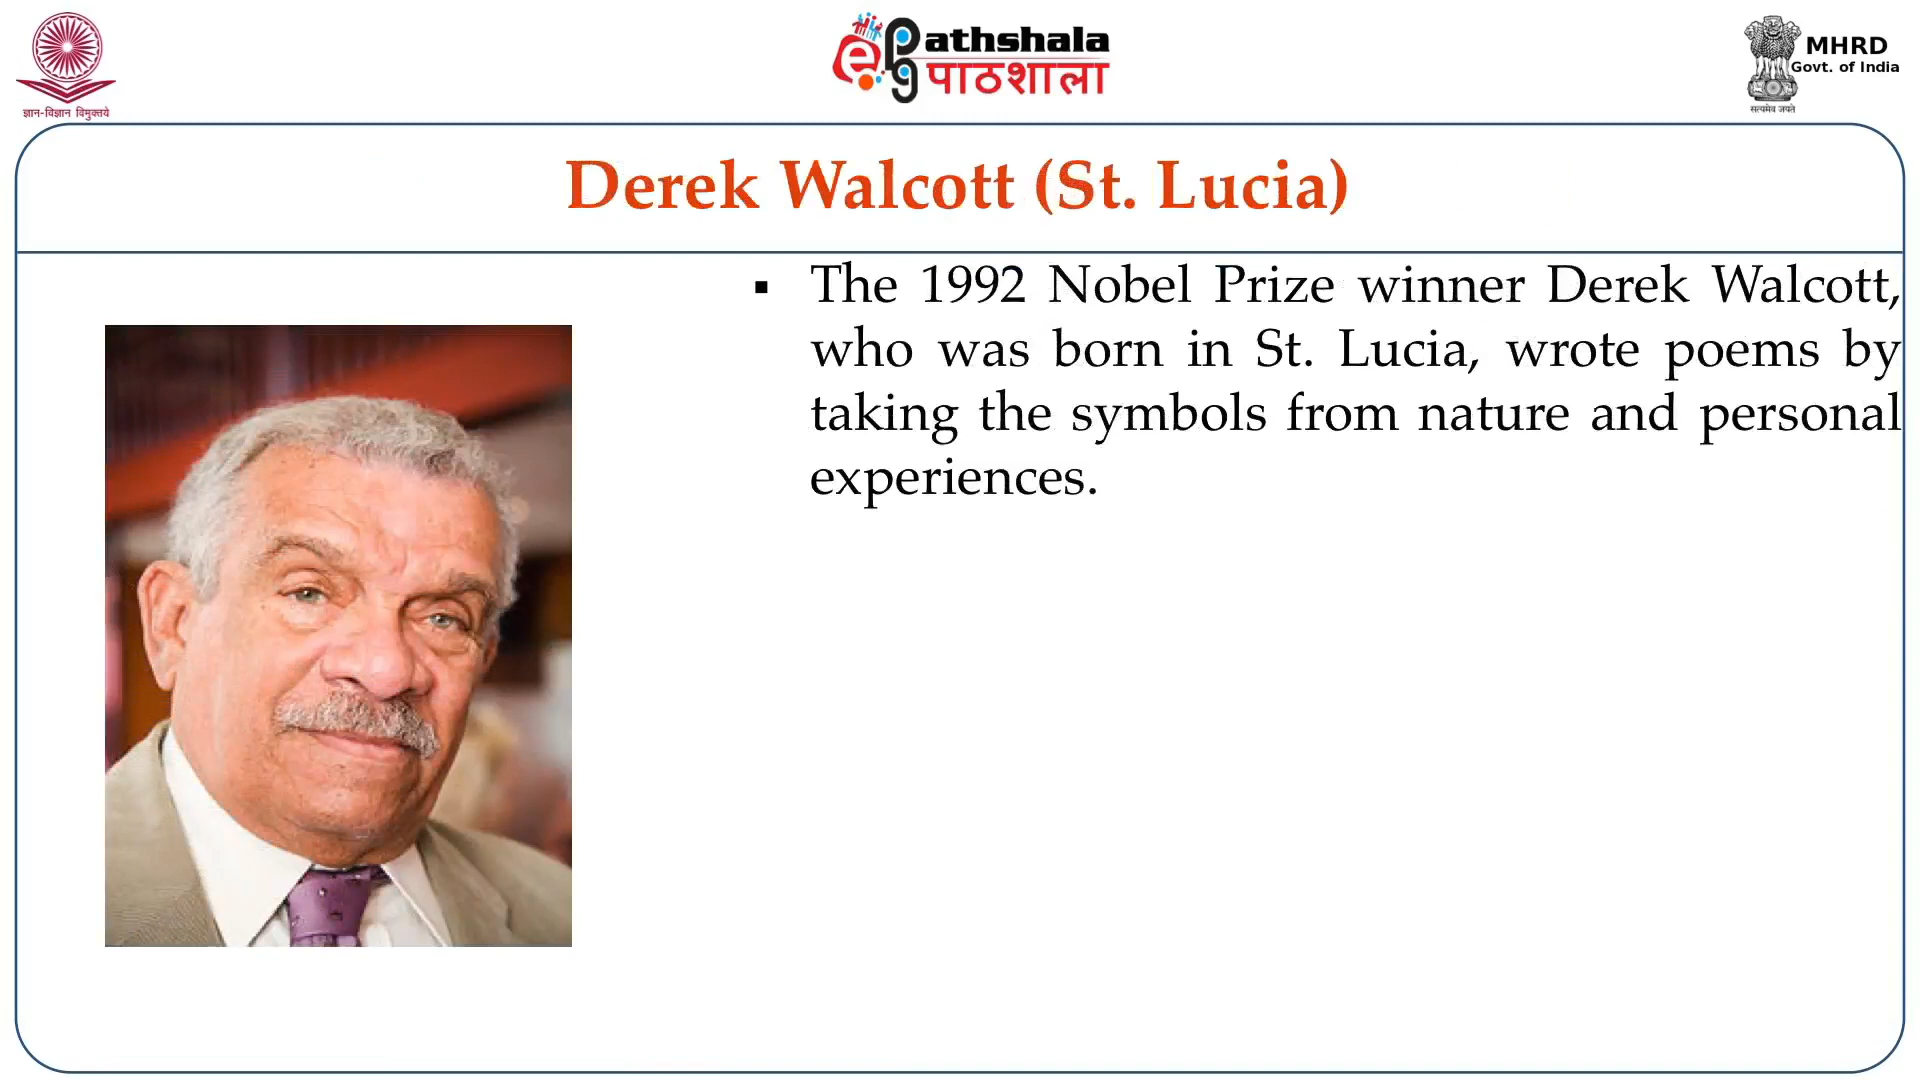 ज्ञान-विज्ञान विमुक्तये
ePathshala
पाठशाला
MHRD
Govt. of India
सत्यमेव जयते
Derek Walcott (St. Lucia)
▪ The 1992 Nobel Prize winner Derek Walcott,
who was born in St. Lucia, wrote poems by
taking the symbols from nature and personal
experiences.